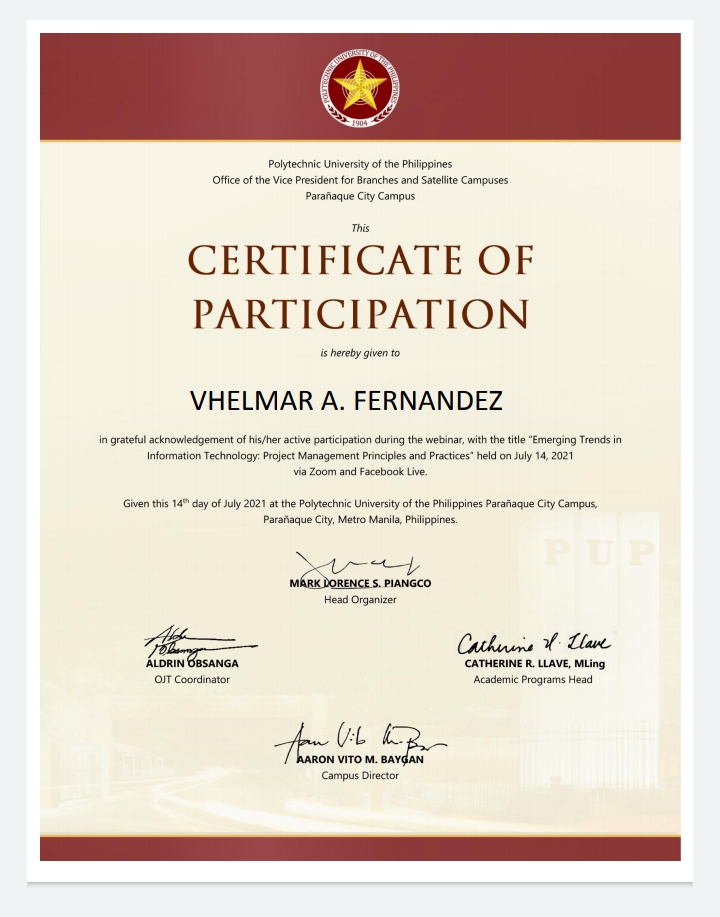 POLYTECHNIC UNIVERSITY OF THE PHILIPPINES
1904
Polytechnic University of the Philippines
Office of the Vice President for Branches and Satellite Campuses
Parañaque City Campus
This
CERTIFICATE OF
PARTICIPATION
is hereby given to
VHELMAR A. FERNANDEZ
in grateful acknowledgement of his/her active participation during the webinar, with the title “Emerging Trends in
Information Technology: Project Management Principles and Practices” held on July 14, 2021
via Zoom and Facebook Live.
Given this 14th day of July 2021 at the Polytechnic University of the Philippines Parañaque City Campus,
Parañaque City, Metro Manila, Philippines.
PUP
MARK LORENCE S. PIANGCO
Head Organizer
Aldrin Obsanga
ALDRIN OBSANGA
OJT Coordinator
Catherine R. Llave
CATHERINE R. LLAVE, MLing
Academic Programs Head
AARON VITO M. BAYGAN
Campus Director